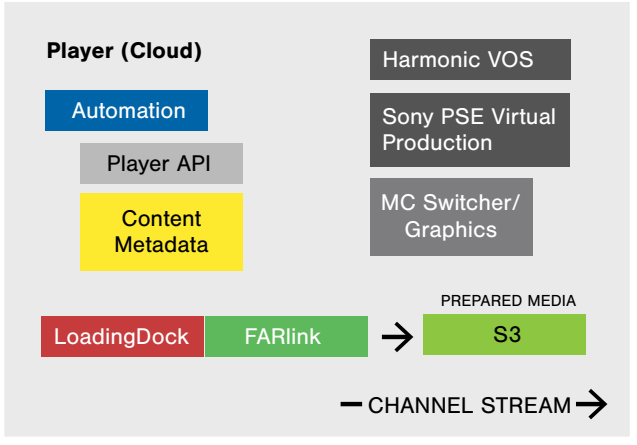 Player (Cloud)
Automation
Player API
Content
Metadata
Harmonic VOS
Sony PSE Virtual
Production
MC Switcher/
Graphics
LoadingDock
FARlink
PREPARED MEDIA
S3
CHANNEL STREAM